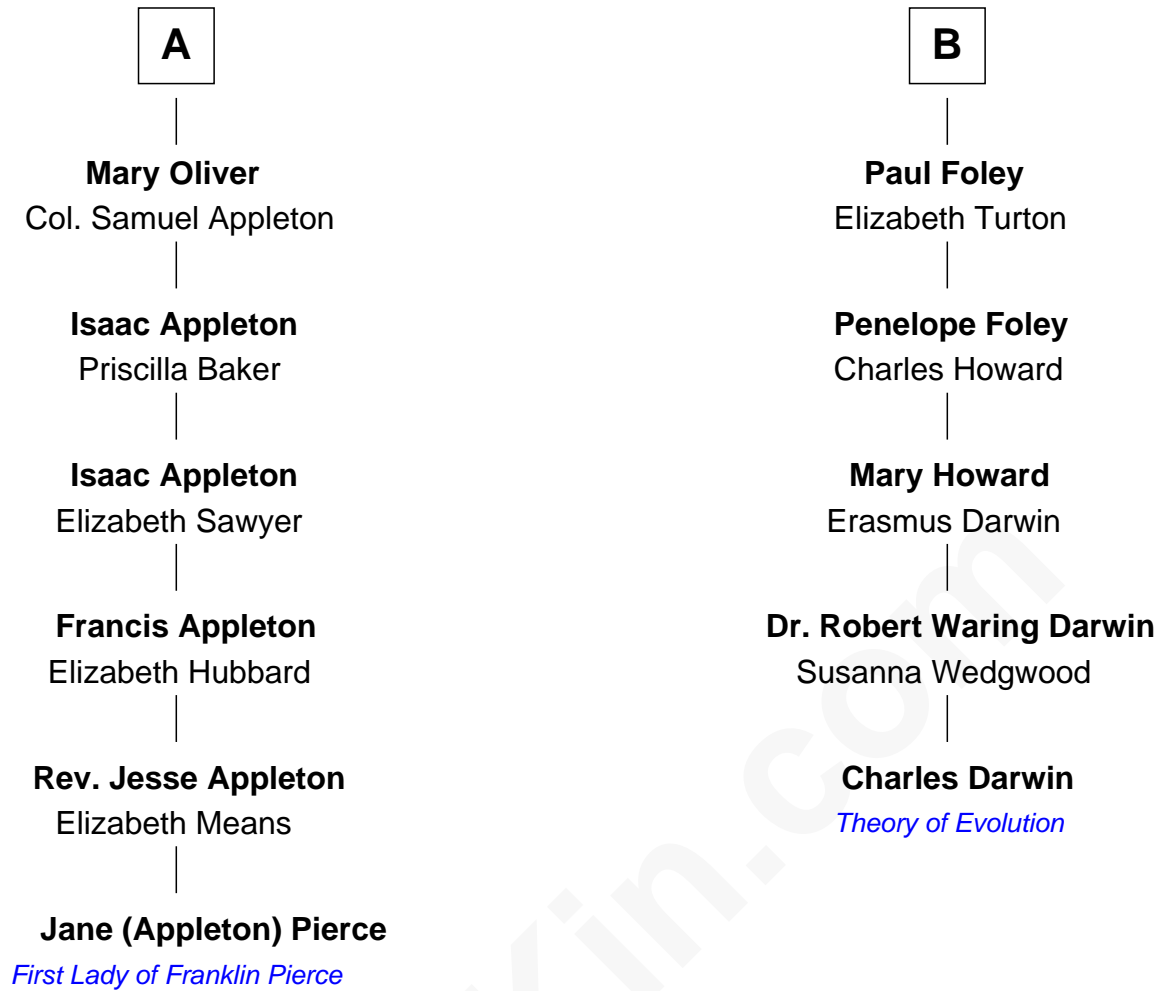 A
Mary Oliver
Col. Samuel Appleton
Isaac Appleton
Priscilla Baker
Isaac Appleton
Elizabeth Sawyer
Francis Appleton
Elizabeth Hubbard
Rev. Jesse Appleton
Elizabeth Means
Jane (Appleton) Pierce
First Lady of Franklin Pierce
B
Paul Foley
Elizabeth Turton
Penelope Foley
Charles Howard
Mary Howard
Erasmus Darwin
Dr. Robert Waring Darwin
Susanna Wedgwood
Charles Darwin
Theory of Evolution